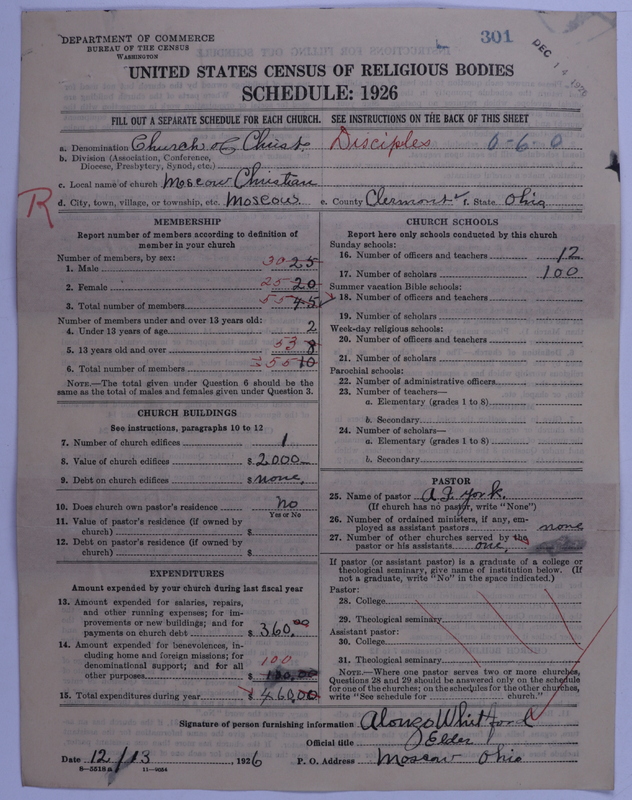 DEPARTMENT OF COMMERCE
BUREAU OF THE CENSUS
WASHINGTON
301
DEC 14 1926
UNITED STATES CENSUS OF RELIGIOUS BODIES
SCHEDULE: 1926
FILL OUT A SEPARATE SCHEDULE FOR EACH CHURCH. SEE INSTRUCTIONS ON THE BACK OF THIS SHEET
a. Denomination Church of Christ. Disciples 0-6-0
b. Division (Association, Conference,
Diocese, Presbytery, Synod, etc.)
c. Local name of church Moscow Christian
R
d. City, town, village, or township, etc. Moscow e. County Clermont f. State Ohio
MEMBERSHIP
Report number of members according to definition of
member in your church
Number of members, by sex:
1. Male 30 25
2. Female 25 20
3. Total number of members 55 45
Number of members under and over 13 years old:
4. Under 13 years of age 2
5. 13 years old and over 53 8
6. Total number of members 55 10
NOTE.—The total given under Question 6 should be
same as the total of males and females given under Question 3.
CHURCH BUILDINGS
See instructions, paragraphs 10 to 12
7. Number of church edifices 1
8. Value of church edifices $ 2000
9. Debt on church edifices $ none
10. Does church own pastor's residence No
Yes or No
11. Value of pastor's residence (if owned by
church) $
12. Debt on pastor's residence (if owned by
church) $
EXPENDITURES
Amount expended by your church during last fiscal year
13. Amount expended for salaries, repairs,
and other running expenses; for im-
provements or new buildings; and for
payments on church debt $ 360.00
14. Amount expended for benevolences, in-
cluding home and foreign missions; for
denominational support; and for all
other purposes 100 $ 100.00
15. Total expenditures during year $ 460.00
CHURCH SCHOOLS
Report here only schools conducted by this church
Sunday schools:
16. Number of officers and teachers 12
17. Number of scholars 100
Summer vacation Bible schools:
18. Number of officers and teachers
19. Number of scholars
Week-day religious schools:
20. Number of officers and teachers
21. Number of scholars
Parochial schools:
22. Number of administrative officers
23. Number of teachers—
a. Elementary (grades 1 to 8)
b. Secondary
24. Number of scholars—
a. Elementary (grades 1 to 8)
b. Secondary
PASTOR
25. Name of pastor A. F. York.
(If church has no pastor, write "None")
26. Number of ordained ministers, if any, em-
ployed as assistant pastors none
27. Number of other churches served by the
pastor or his assistants one,
If pastor (or assistant pastor) is a graduate of a college or
theological seminary, give name of institution below. (If
not a graduate, write "No" in the space indicated.)
Pastor:
28. College
29. Theological seminary
Assistant pastor:
30. College
31. Theological seminary
NOTE.—Where one pastor serves two or more churches,
Questions 28 and 29 should be answered only on the schedule
for one of the churches; on the schedules for the other churches,
write "See schedule for church."
Signature of person furnishing information Alonzo Whitford
Official title Elder
Date 12/13, 1926 P. O. Address Moscow Ohio
8—5518a 11—9054